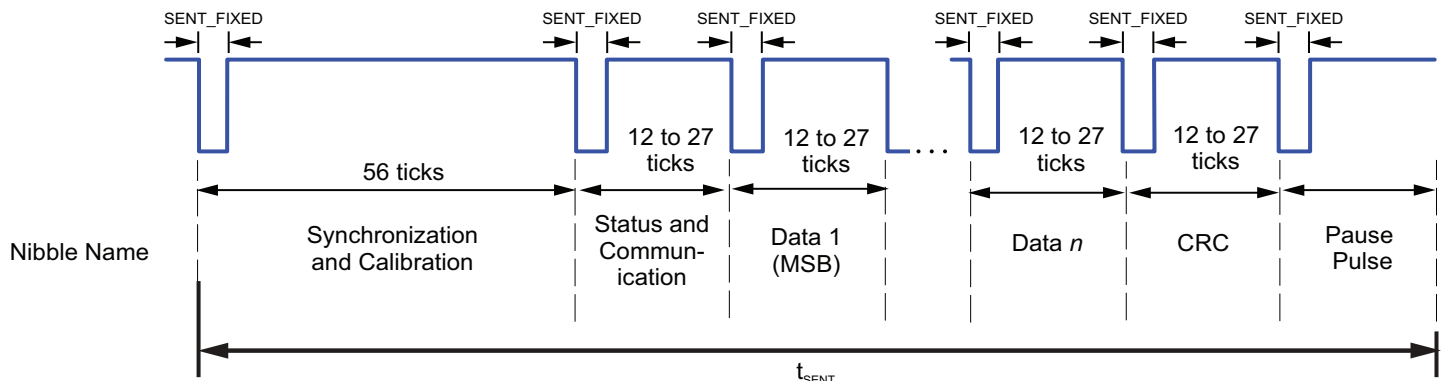 SENT_FIXED SENT_FIXED SENT_FIXED SENT_FIXED SENT_FIXED SENT_FIXED
12 to 27 ticks
12 to 27 ticks
12 to 27 ticks
12 to 27 ticks
. . .
56 ticks
Nibble Name
Synchronization
and Calibration
Status and
Commun-
ication
Data 1
(MSB)
Data n
CRC
Pause
Pulse
tSENT